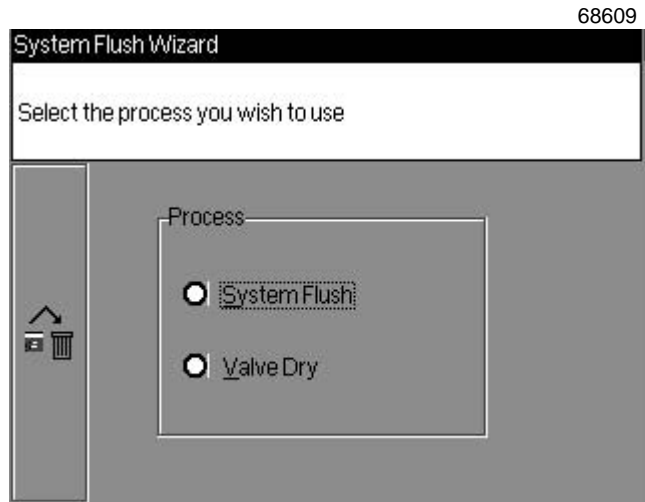 68609
System Flush Wizard
Select the process you wish to use
Process
System Flush
Valve Dry